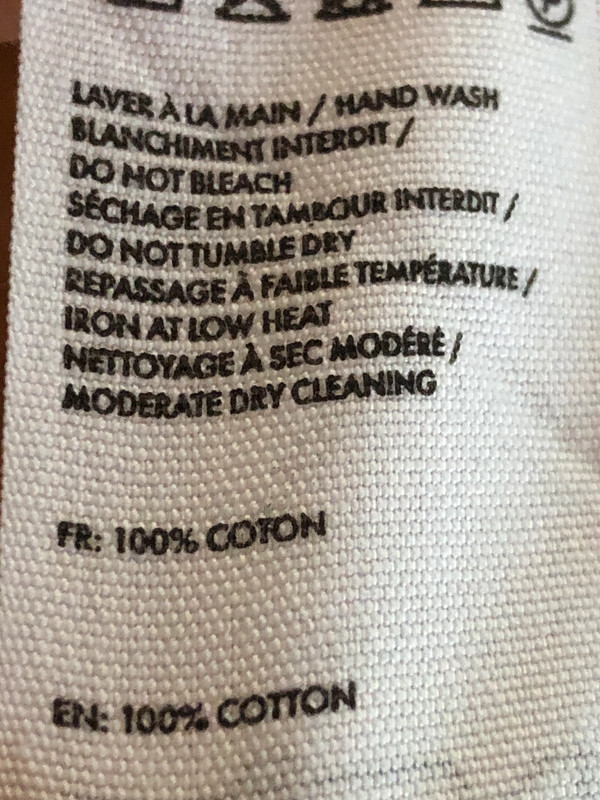 LAVER À LA MAIN / HAND WASH
BLANCHIMENT INTERDIT /
DO NOT BLEACH
SÉCHAGE EN TAMBOUR INTERDIT /
DO NOT TUMBLE DRY
REPASSAGE À FAIBLE TEMPÉRATURE /
IRON AT LOW HEAT
NETTOYAGE À SEC MODÉRÉ /
MODERATE DRY CLEANING
FR: 100% COTON
EN: 100% COTTON